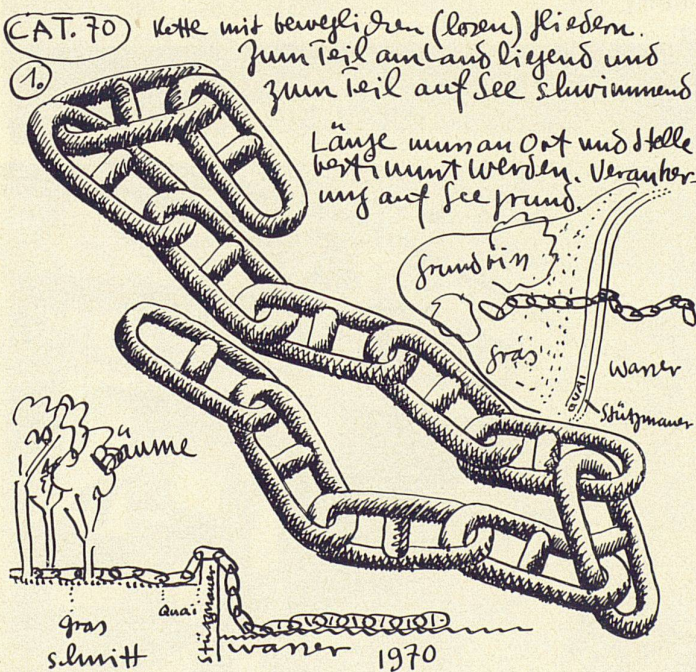 CAT. 70
1.
Kette mit beweglichen (losen) Gliedern.
Zum Teil am Land liegend und
zum Teil auf See schwimmend
Länge muss an Ort und Stelle
bestimmt werden. Veranker-
ung auf Seegrund.
Grundriss
Gras
Wasser
QUAI
Stützmauer
Bäume
Gras
Quai
Stützmauer
Schnitt
Wasser
1970